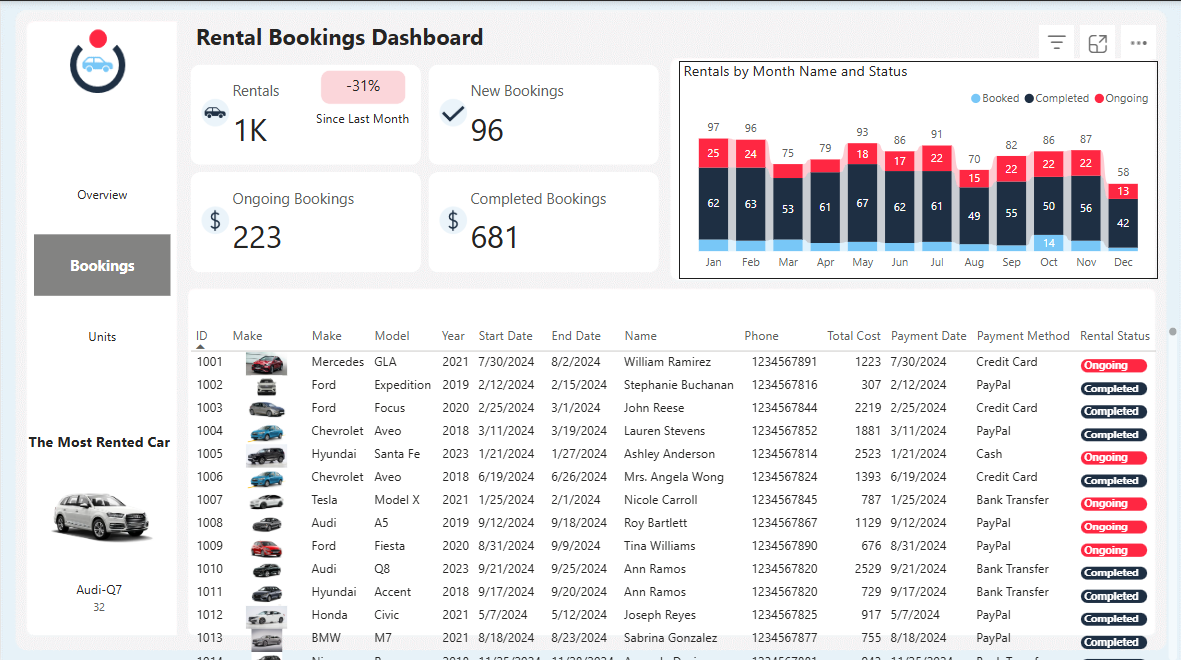 Rental Bookings Dashboard
Rentals
1K
-31%
Since Last Month
New Bookings
96
Ongoing Bookings
$
223
Completed Bookings
$
681
Overview
Bookings
Units
The Most Rented Car
Audi-Q7
32
Rentals by Month Name and Status
Booked Completed Ongoing
97 96 75 79 93 86 91 70 82 86 87 58
25 24 18 17 22 15 22 22 22 13
62 63 53 61 67 62 61 49 55 50 56 42
14
Jan Feb Mar Apr May Jun Jul Aug Sep Oct Nov Dec
ID Make Make Model Year Start Date End Date Name Phone Total Cost Payment Date Payment Method Rental Status
1001 Mercedes GLA 2021 7/30/2024 8/2/2024 William Ramirez 1234567891 1223 7/30/2024 Credit Card Ongoing
1002 Ford Expedition 2019 2/12/2024 2/15/2024 Stephanie Buchanan 1234567816 307 2/12/2024 PayPal Completed
1003 Ford Focus 2020 2/25/2024 3/1/2024 John Reese 1234567844 2219 2/25/2024 Credit Card Completed
1004 Chevrolet Aveo 2018 3/11/2024 3/19/2024 Lauren Stevens 1234567852 1881 3/11/2024 PayPal Completed
1005 Hyundai Santa Fe 2023 1/21/2024 1/27/2024 Ashley Anderson 1234567814 2523 1/21/2024 Cash Ongoing
1006 Chevrolet Aveo 2018 6/19/2024 6/26/2024 Mrs. Angela Wong 1234567824 1393 6/19/2024 Credit Card Completed
1007 Tesla Model X 2021 1/25/2024 2/1/2024 Nicole Carroll 1234567845 787 1/25/2024 Bank Transfer Ongoing
1008 Audi A5 2019 9/12/2024 9/18/2024 Roy Bartlett 1234567867 1129 9/12/2024 PayPal Ongoing
1009 Ford Fiesta 2020 8/31/2024 9/9/2024 Tina Williams 1234567890 676 8/31/2024 PayPal Ongoing
1010 Audi Q8 2023 9/21/2024 9/25/2024 Ann Ramos 1234567820 2529 9/21/2024 Bank Transfer Completed
1011 Hyundai Accent 2018 9/17/2024 9/20/2024 Ann Ramos 1234567820 729 9/17/2024 Bank Transfer Completed
1012 Honda Civic 2021 5/7/2024 5/12/2024 Joseph Reyes 1234567825 917 5/7/2024 PayPal Completed
1013 BMW M7 2021 8/18/2024 8/23/2024 Sabrina Gonzalez 1234567877 755 8/18/2024 PayPal Completed